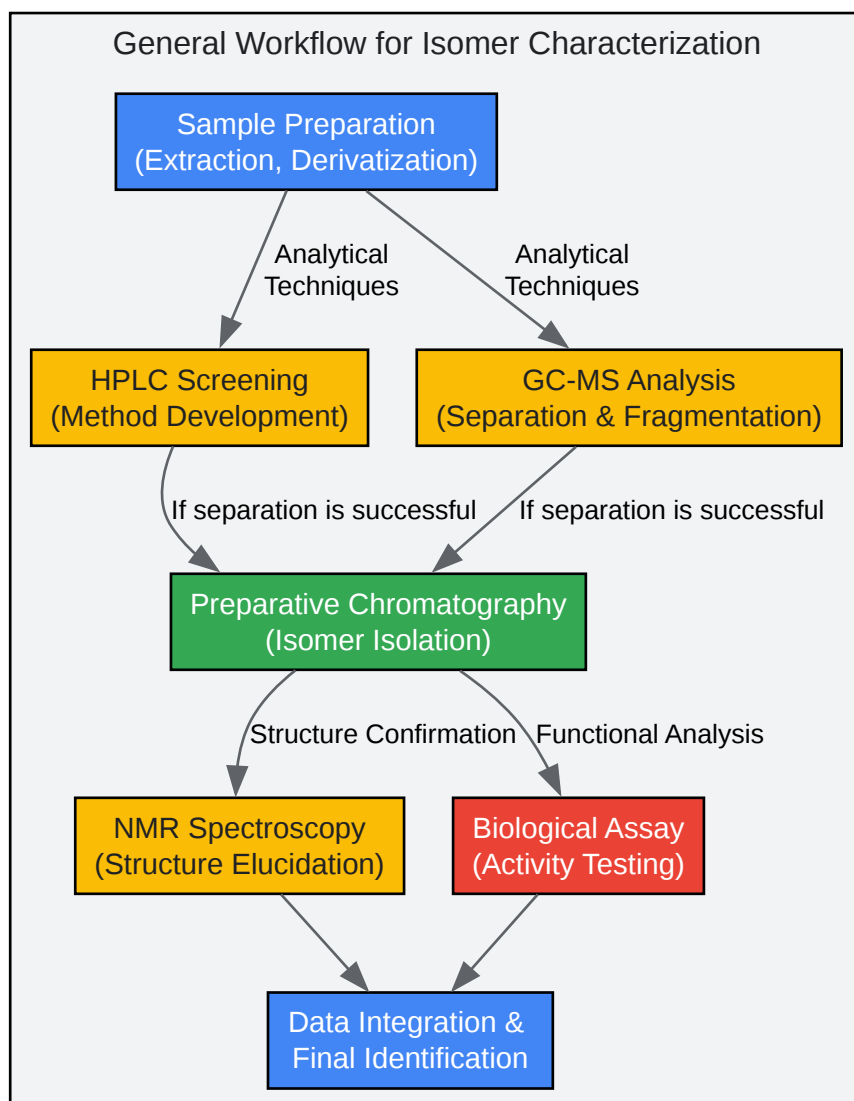 General Workflow for Isomer Characterization
Sample Preparation
(Extraction, Derivatization)
Analytical
Techniques
Analytical
Techniques
HPLC Screening
(Method Development)
GC-MS Analysis
(Separation & Fragmentation)
If separation is successful
If separation is successful
Preparative Chromatography
(Isomer Isolation)
Structure Confirmation
Functional Analysis
NMR Spectroscopy
(Structure Elucidation)
Biological Assay
(Activity Testing)
Data Integration &
Final Identification